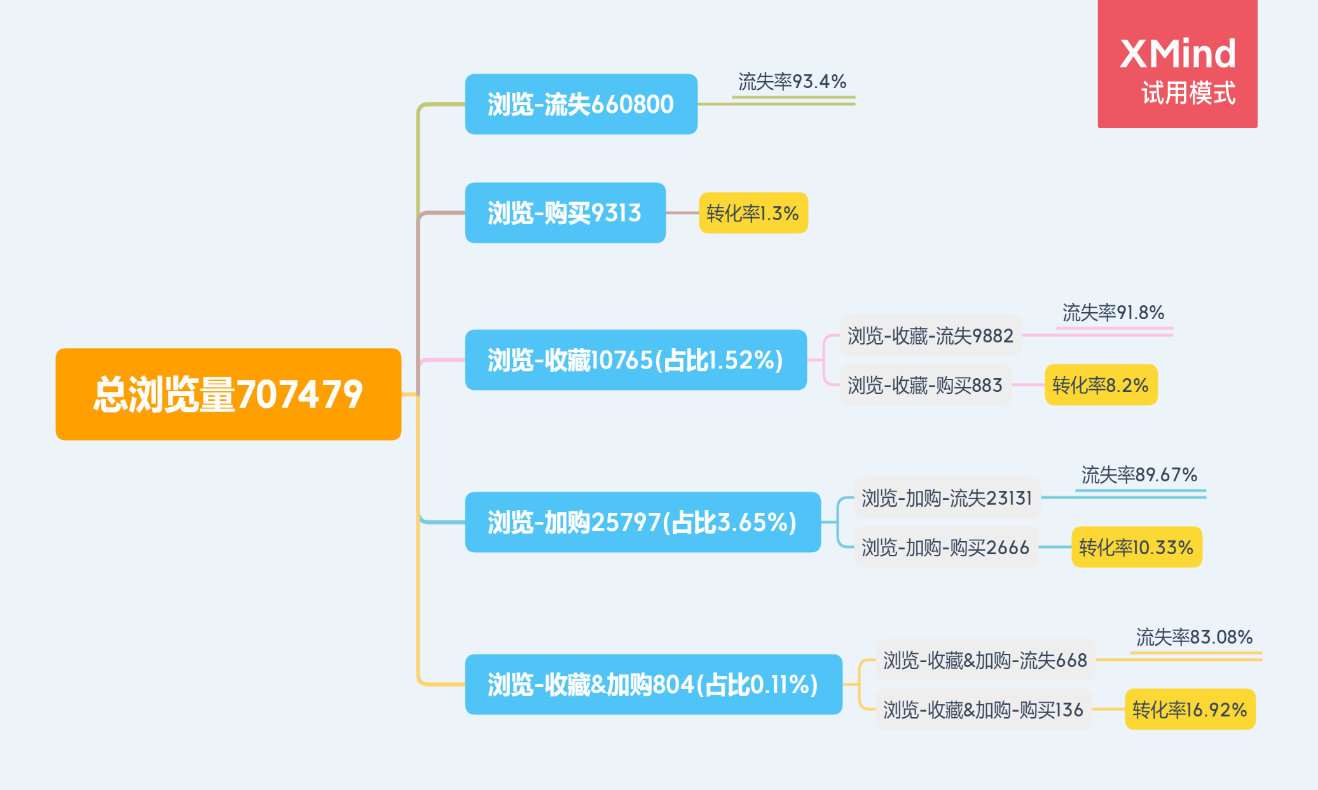 XMind
试用模式
总浏览量707479
浏览-流失660800
流失率93.4%
浏览-购买9313
转化率1.3%
浏览-收藏10765(占比1.52%)
浏览-收藏-流失9882
流失率91.8%
浏览-收藏-购买883
转化率8.2%
浏览-加购25797(占比3.65%)
浏览-加购-流失23131
流失率89.67%
浏览-加购-购买2666
转化率10.33%
浏览-收藏&加购804(占比0.11%)
浏览-收藏&加购-流失668
流失率83.08%
浏览-收藏&加购-购买136
转化率16.92%